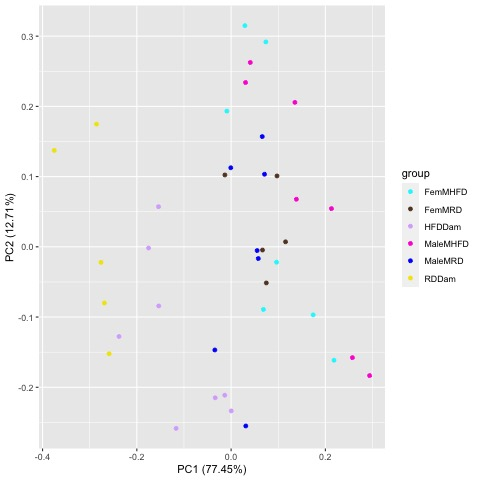 0.3
0.2
0.1
0.0
-0.1
-0.2
PC2 (12.71%)
-0.4
-0.2
0.0
0.2
PC1 (77.45%)
group
FemMHFD
FemMRD
HFDDam
MaleMHFD
MaleMRD
RDDam